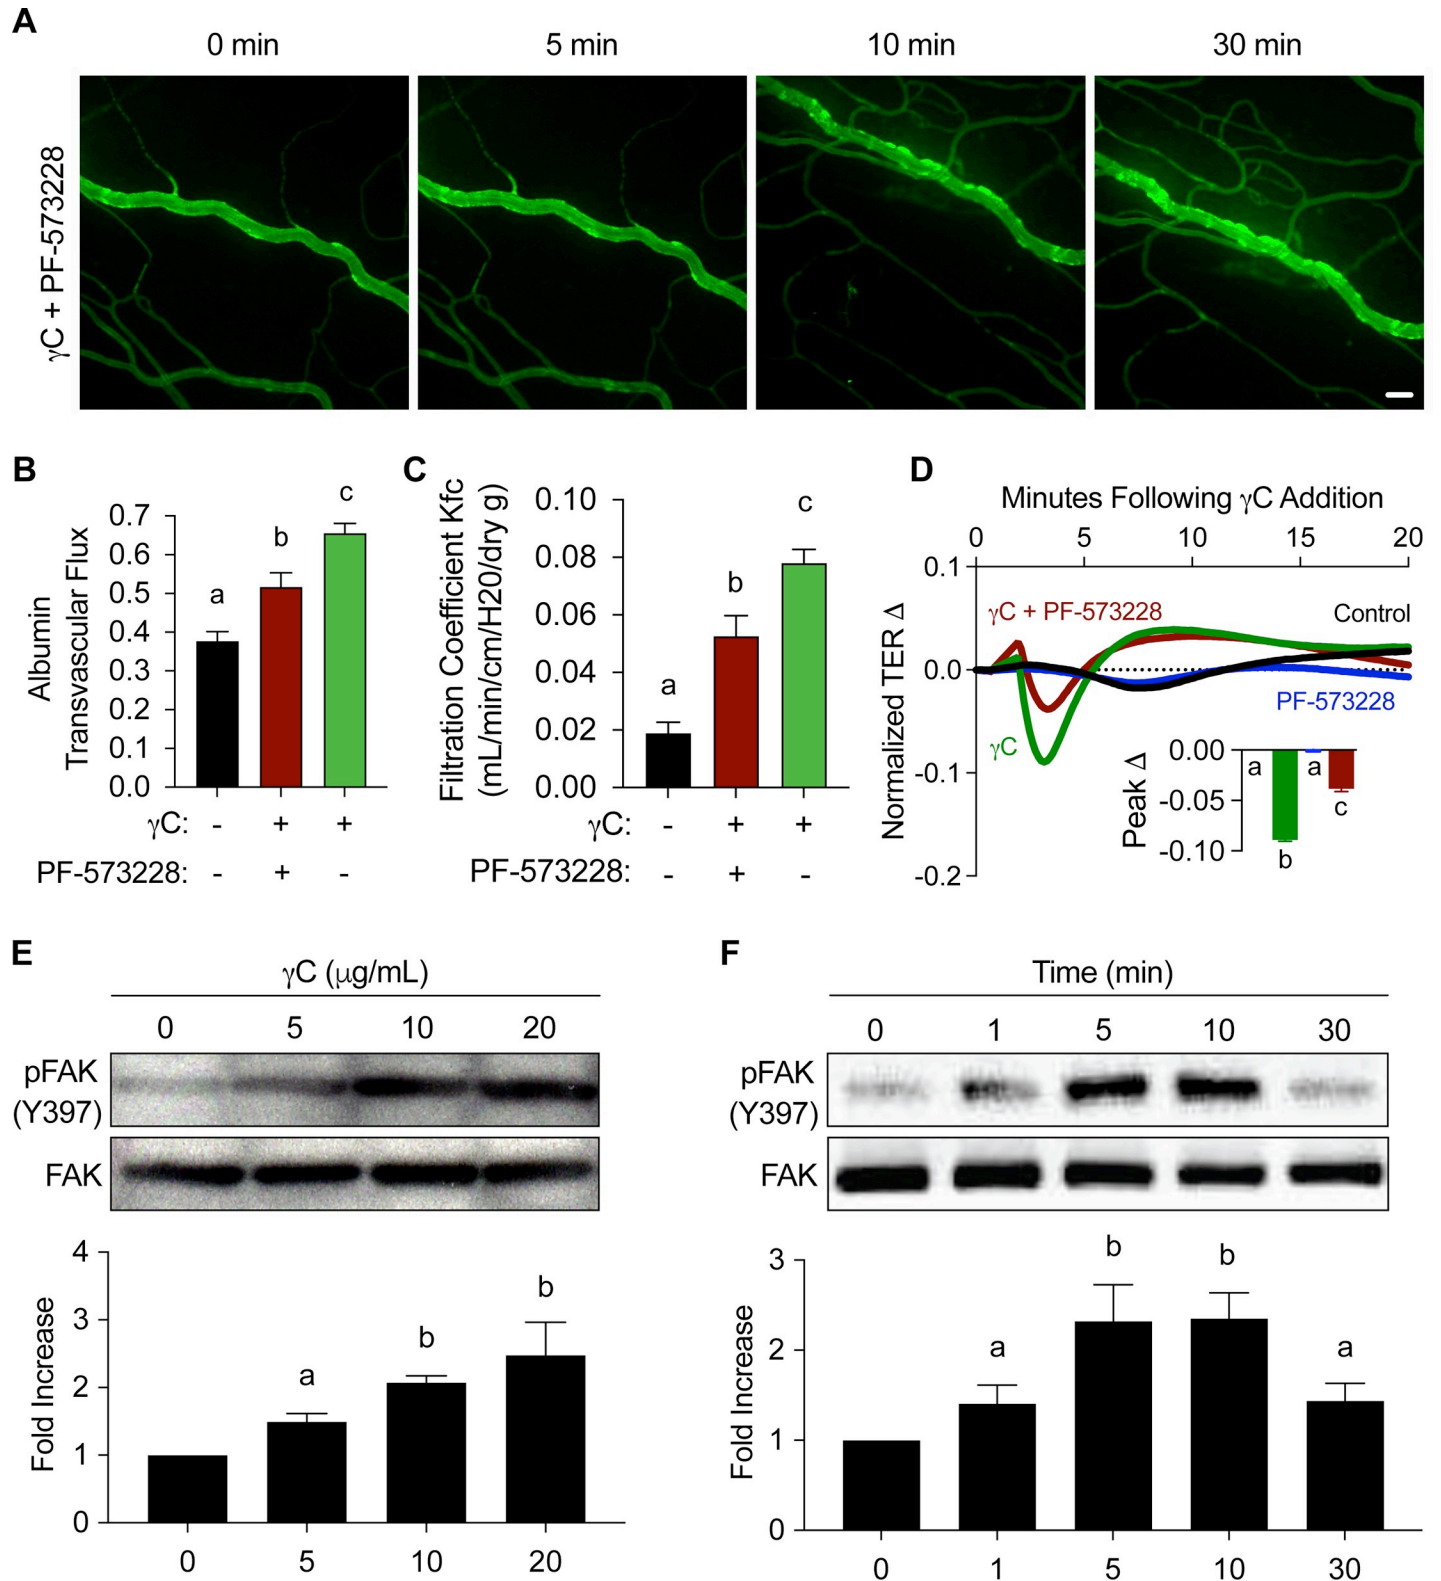 A
0 min 5 min 10 min 30 min
γC + PF-573228
B
Albumin
Transvascular Flux
0.7
0.6
0.5
0.4
0.3
0.2
0.1
0.0
a b c
γC: - + +
PF-573228: - + -
C
Filtration Coefficient Kfc
(mL/min/cm/H20/dry g)
0.10
0.08
0.06
0.04
0.02
0.00
a b c
γC: - + +
PF-573228: - + -
D
Minutes Following γC Addition
0 5 10 15 20
Normalized TER Δ
0.1
0.0
-0.1
-0.2
γC + PF-573228
Control
PF-573228
γC
Peak Δ
0.00
-0.05
-0.10
a b a c
E
γC (μg/mL)
0 5 10 20
pFAK
(Y397)
FAK
Fold Increase
4
3
2
1
0
a b b
0 5 10 20
F
Time (min)
0 1 5 10 30
pFAK
(Y397)
FAK
Fold Increase
3
2
1
0
a b b a
0 1 5 10 30